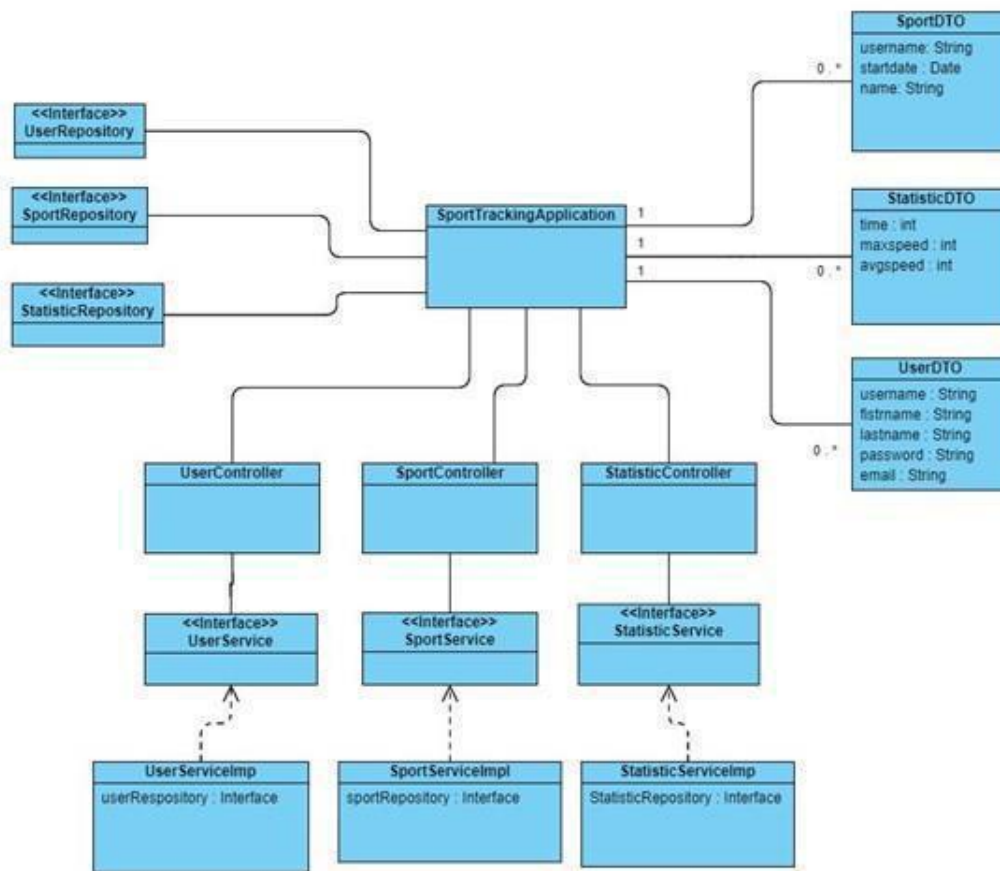 SportDTO
username: String
startdate : Date
name: String
0..*
<<Interface>>
UserRepository
<<Interface>>
SportRepository
<<Interface>>
StatisticRepository
SportTrackingApplication
1
1
1
StatisticDTO
time : int
maxspeed : int
avgspeed : int
0..*
UserDTO
username : String
fistrname : String
lastname : String
password : String
email : String
0..*
UserController
SportController
StatisticController
<<Interface>>
UserService
<<Interface>>
SportService
<<Interface>>
StatisticService
UserServiceImp
userRespository : Interface
SportServiceImpl
sportRepository : Interface
StatisticServiceImp
StatisticRepository : Interface